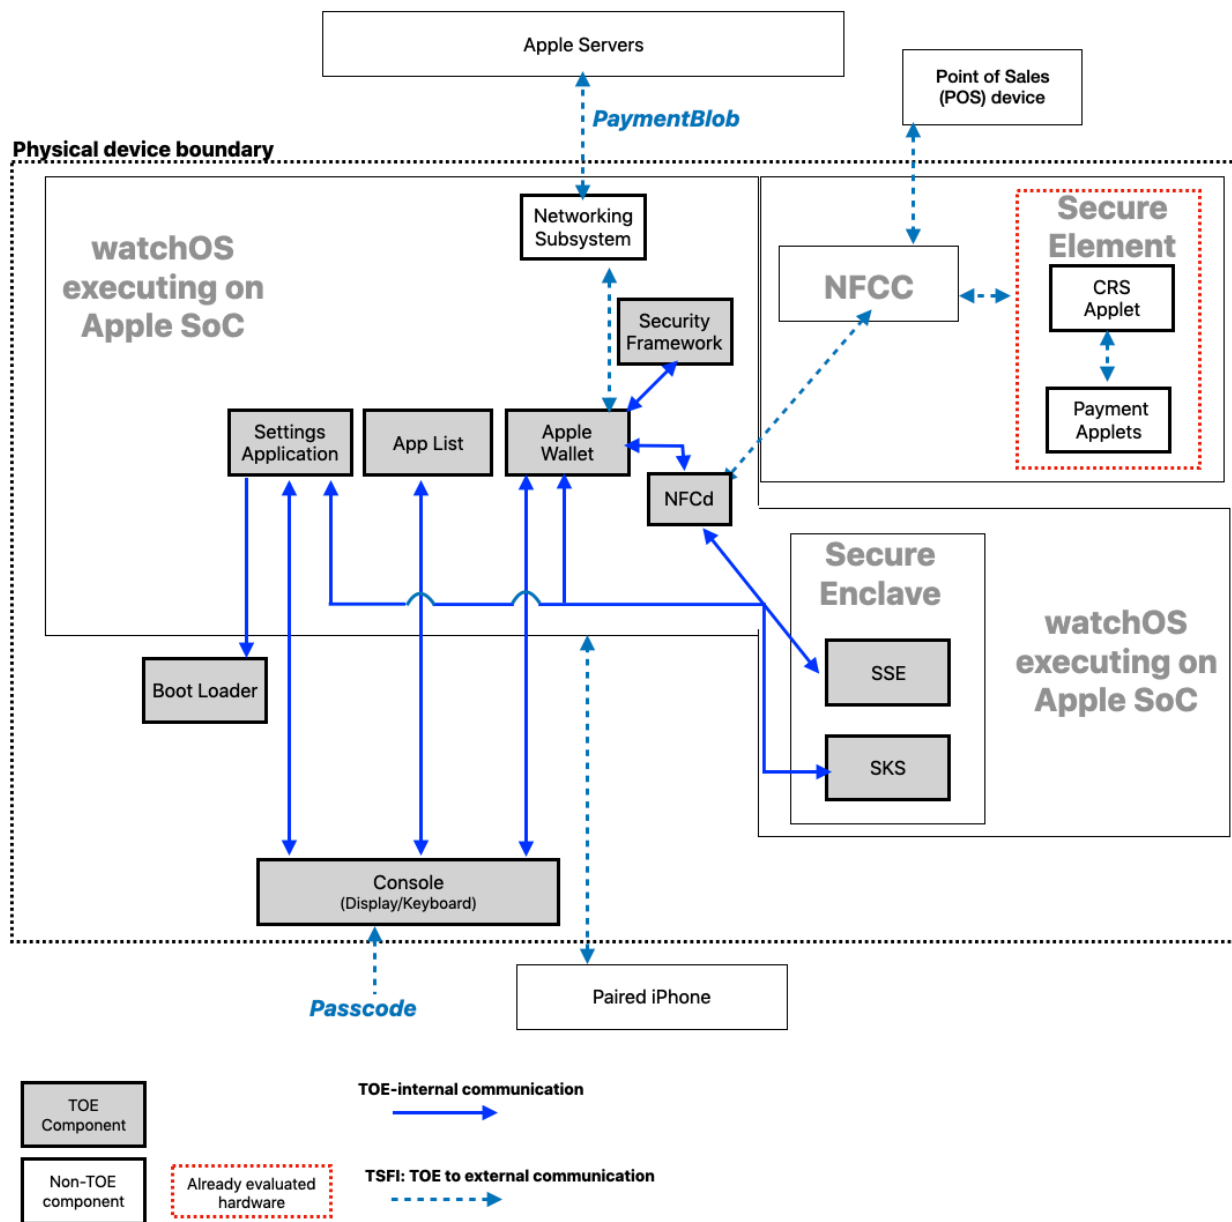 Apple Servers
Point of Sales
(POS) device
PaymentBlob
Physical device boundary
watchOS
executing on
Apple SoC
Networking
Subsystem
Secure
Element
NFCC
CRS
Applet
Security
Framework
Payment
Applets
Settings
Application
App List
Apple
Wallet
NFCd
Secure
Enclave
watchOS
executing on
Apple SoC
SSE
Boot Loader
SKS
Console
(Display/Keyboard)
Passcode
Paired iPhone
TOE
Component
TOE-internal communication
Non-TOE
component
Already evaluated
hardware
TSFI: TOE to external communication